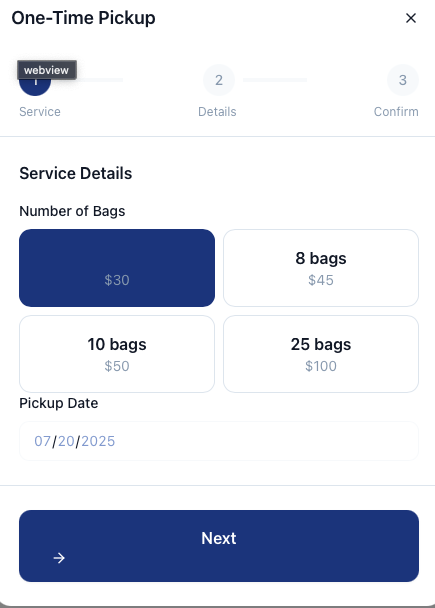 One-Time Pickup
webview
1 2 3
Service Details Confirm
Service Details
Number of Bags
$30
8 bags
$45
10 bags
$50
25 bags
$100
Pickup Date
07/20/2025
Next